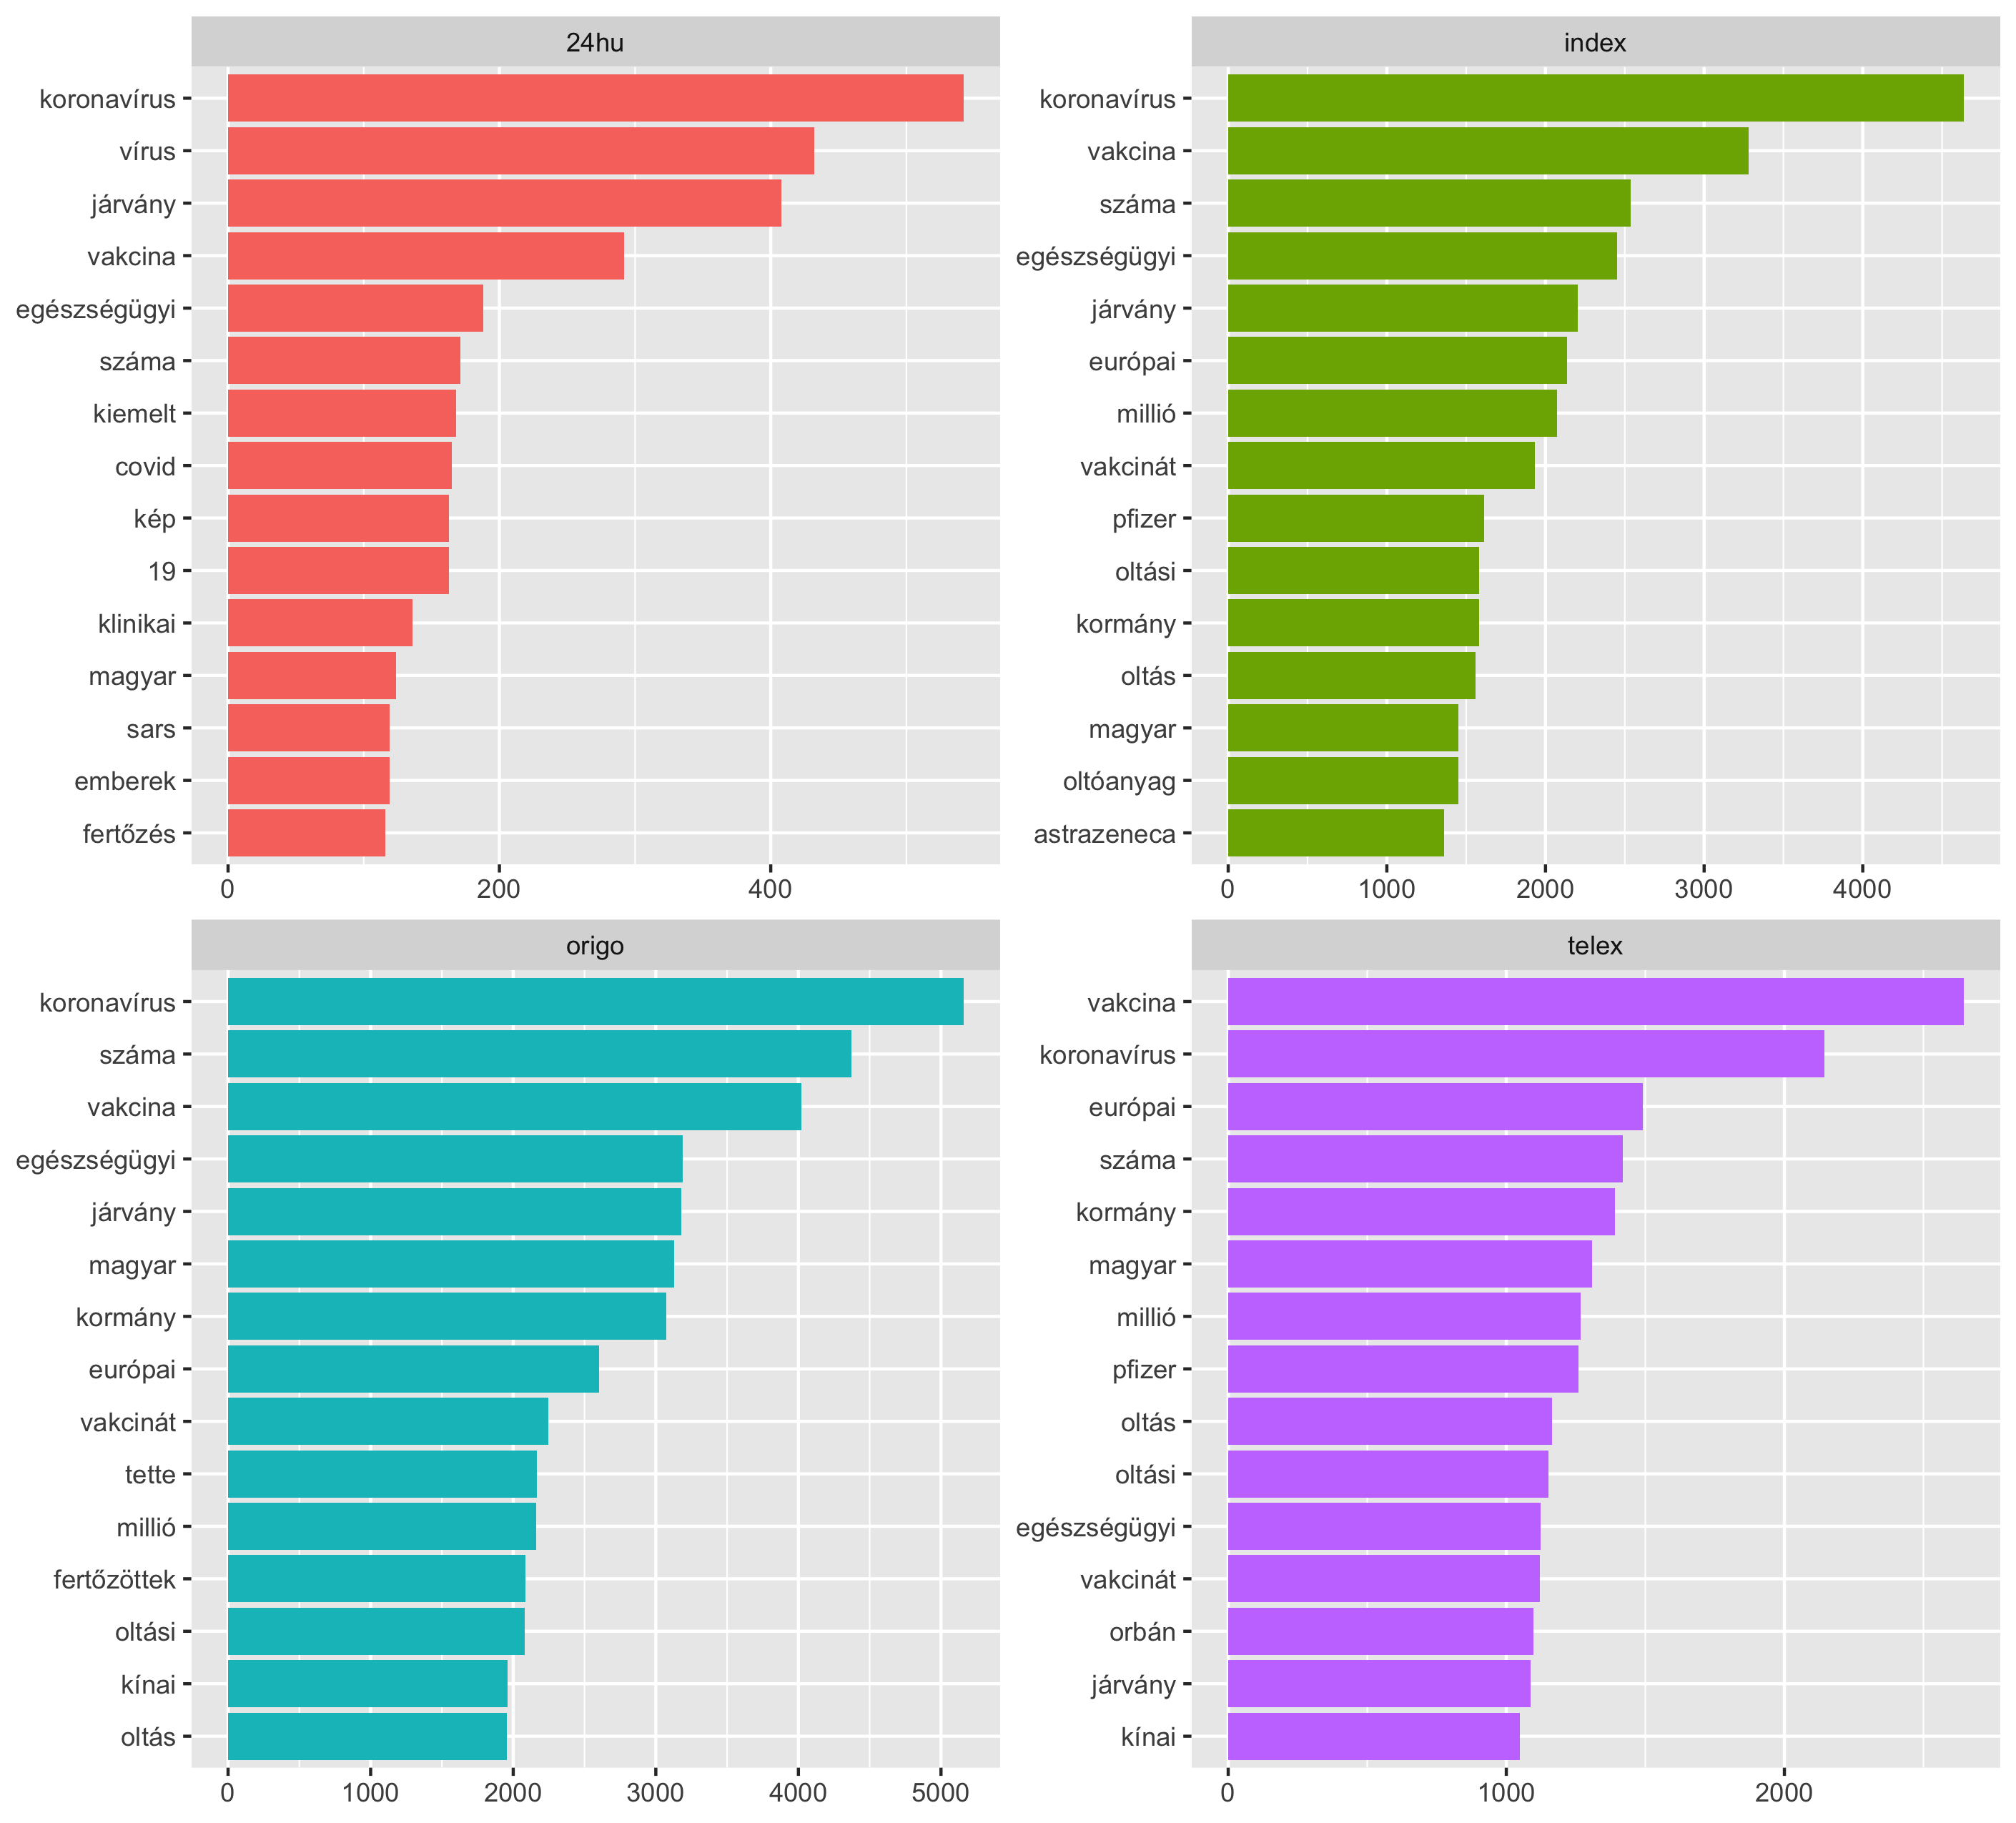 24hu
koronavírus
vírus
járvány
vakcina
egészségügyi
száma
kiemelt
covid
kép
19
klinikai
magyar
sars
emberek
fertőzés
0 200 400
index
koronavírus
vakcina
száma
egészségügyi
járvány
európai
millió
vakcinát
pfizer
oltási
kormány
oltás
magyar
oltóanyag
astrazeneca
0 1000 2000 3000 4000
origo
koronavírus
száma
vakcina
egészségügyi
járvány
magyar
kormány
európai
vakcinát
tette
millió
fertőzöttek
oltási
kínai
oltás
0 1000 2000 3000 4000 5000
telex
vakcina
koronavírus
európai
száma
kormány
magyar
millió
pfizer
oltás
oltási
egészségügyi
vakcinát
orbán
járvány
kínai
0 1000 2000